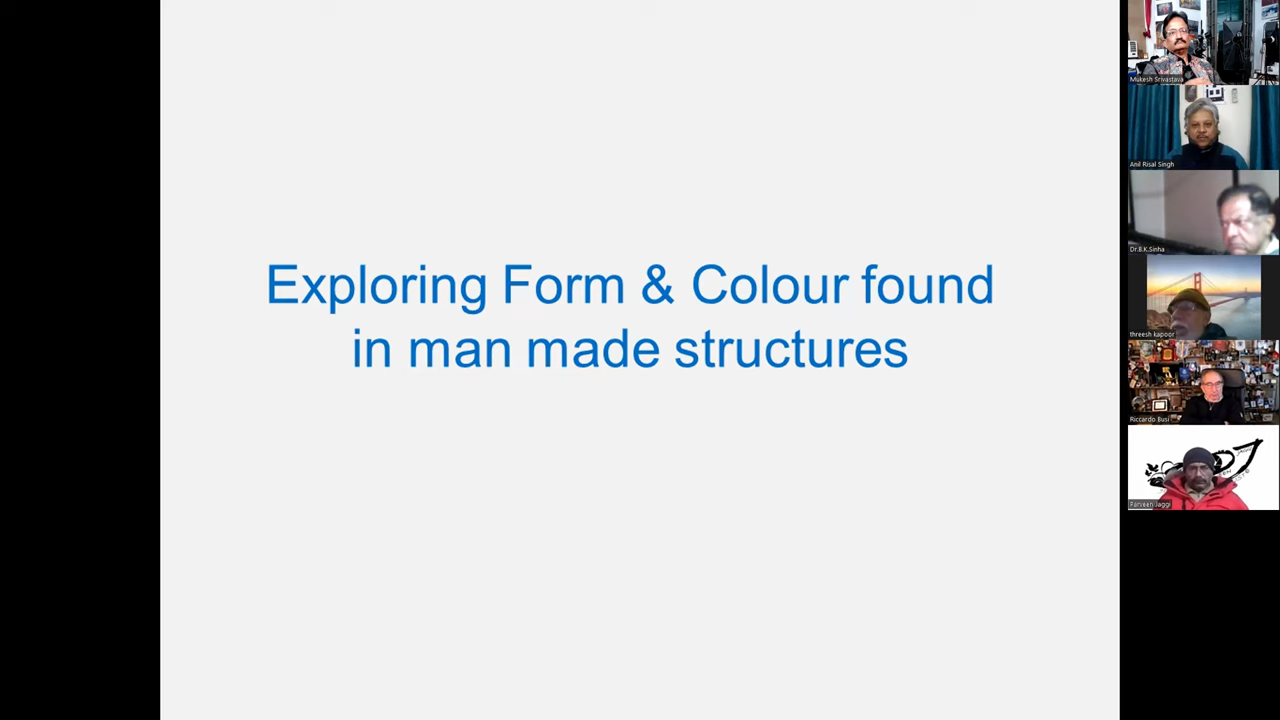 Exploring Form & Colour found
in man made structures
Mukesh Srivastava
Anil Risal Singh
Dr.B.K.Sinha
threesh kapoor
Riccardo Busi
Parveen Jaggi